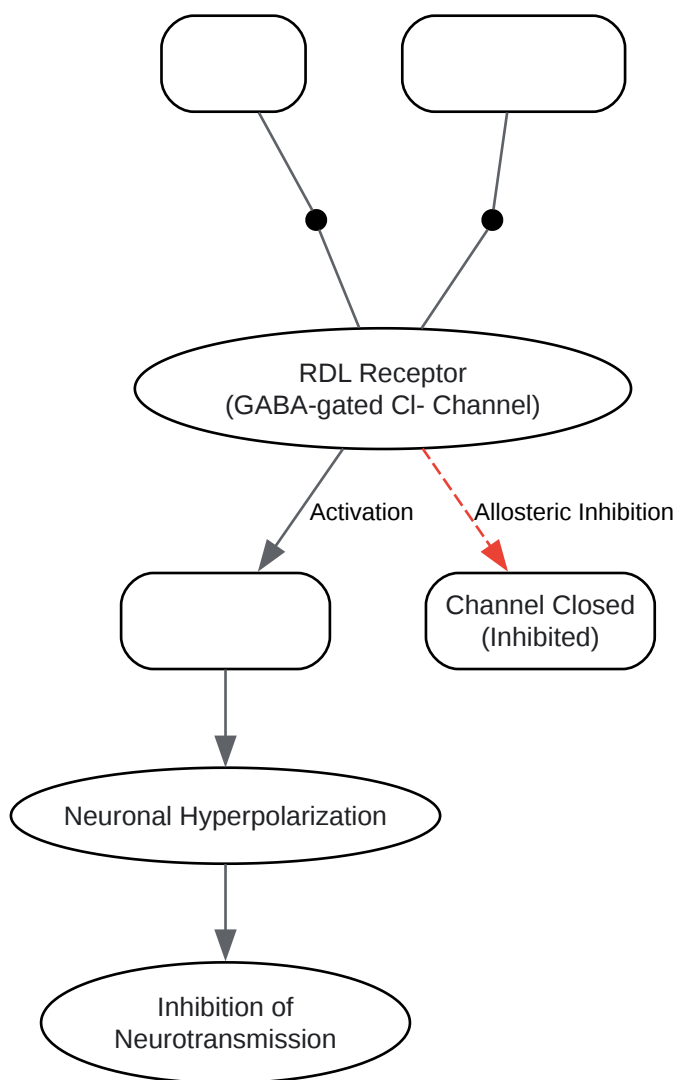 RDL Receptor
(GABA-gated Cl- Channel)
Activation
Allosteric Inhibition
Channel Closed
(Inhibited)
Neuronal Hyperpolarization
Inhibition of
Neurotransmission